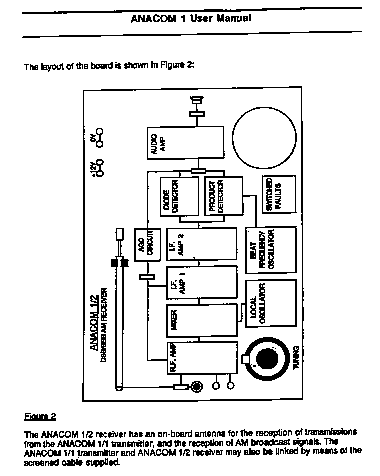 ANACOM 1 User Manual
The layout of the board is shown in Figure 2:
0V
+12V
AUDIO
AMP
DIODE
DETECTOR
PRODUCT
DETECTOR
SWITCHED
FAULTS
AGC
CIRCUIT
I.F.
AMP 2
BEAT
FREQUENCY
OSCILLATOR
I.F.
AMP 1
MIXER
LOCAL
OSCILLATOR
R.F. AMP
TUNING
ANACOM 1/2
DSB/SSB AM RECEIVER
Figure 2
The ANACOM 1/2 receiver has an on-board antenna for the reception of transmissions
from the ANACOM 1/1 transmitter, and the reception of AM broadcast signals. The
ANACOM 1/1 transmitter and ANACOM 1/2 receiver may also be linked by means of the
screened cable supplied.